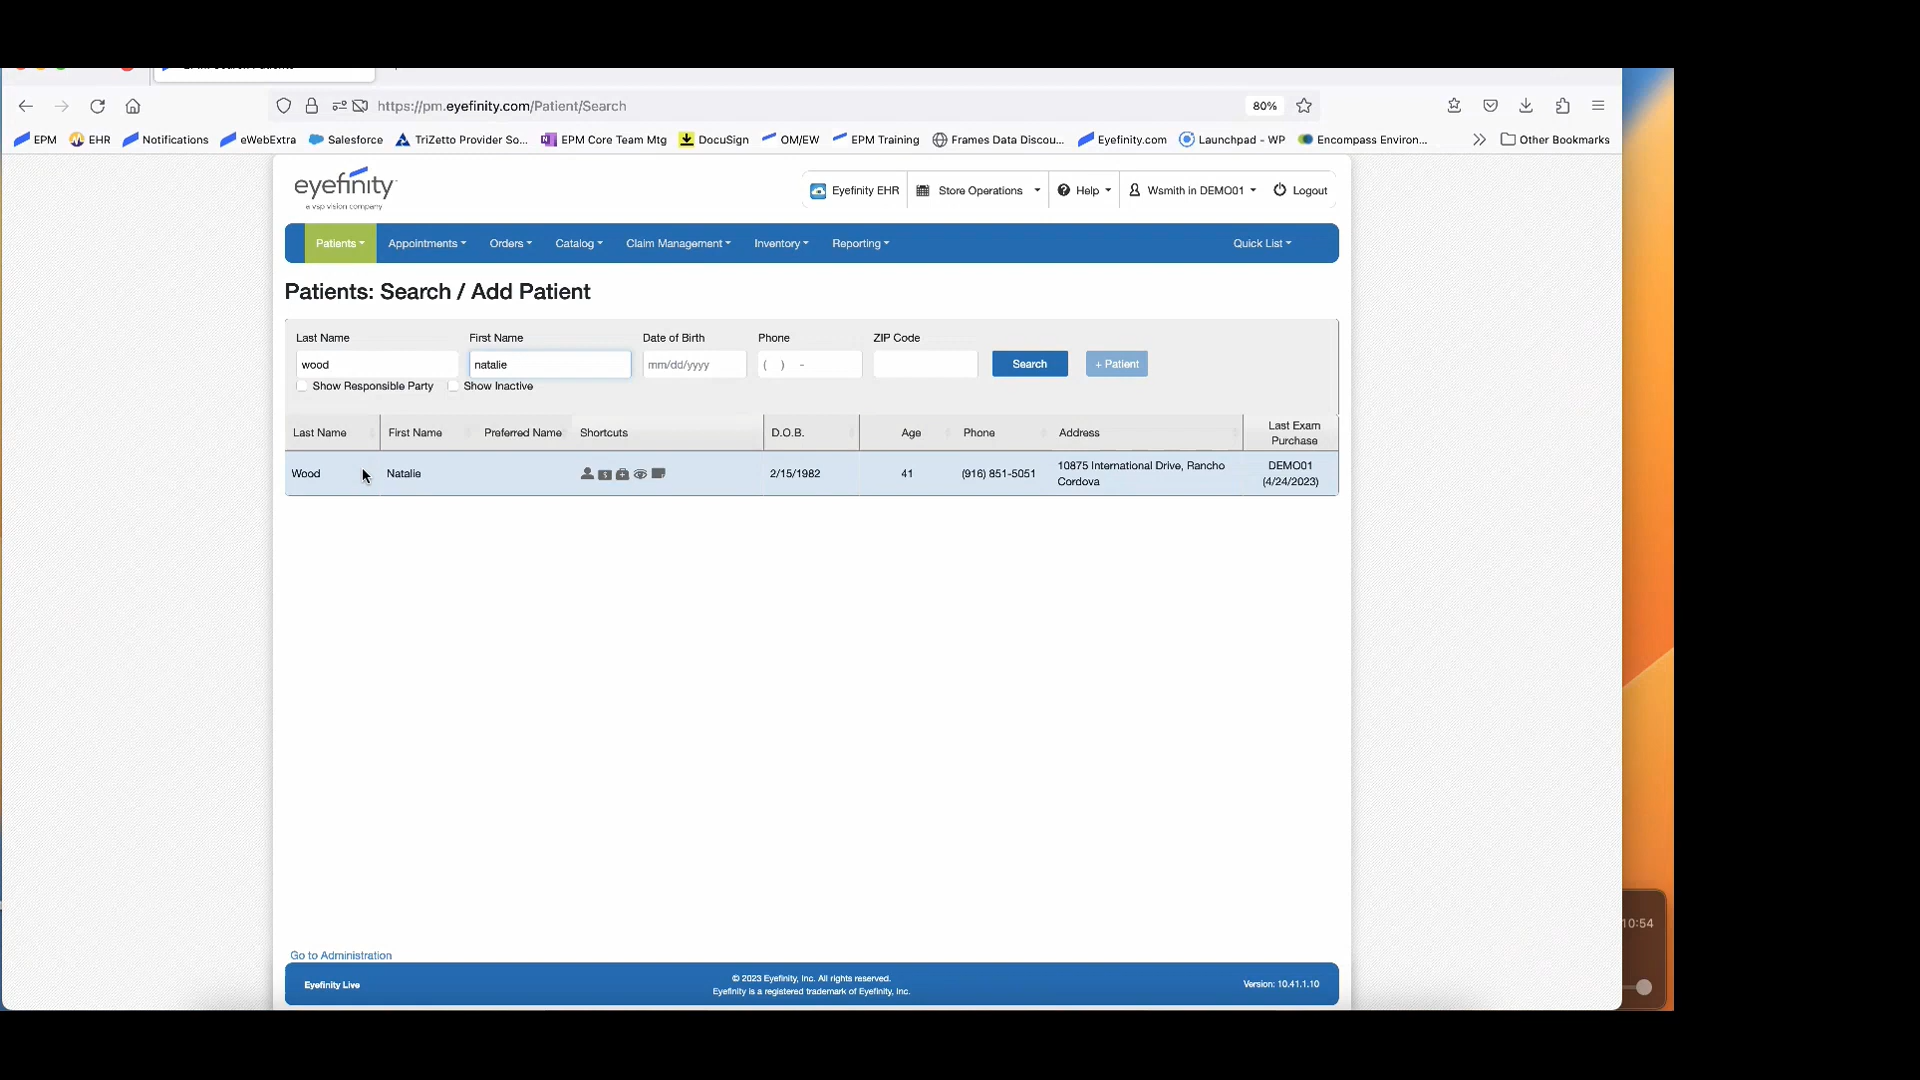 https://pm.eyefinity.com/Patient/Search
80%
EPM
EHR
Notifications
eWebExtra
Salesforce
TriZetto Provider So...
EPM Core Team Mtg
DocuSign
OM/EW
EPM Training
Frames Data Discou...
Eyefinity.com
Launchpad - WP
Encompass Environ...
Other Bookmarks
eyefinity
a vsp vision company
Eyefinity EHR
Store Operations
Help
Wsmith in DEMO01
Logout
Patients
Appointments
Orders
Catalog
Claim Management
Inventory
Reporting
Quick List
Patients: Search / Add Patient
Last Name
First Name
Date of Birth
Phone
ZIP Code
wood
natalie
mm/dd/yyyy
( ) -
Search
+ Patient
Show Responsible Party
Show Inactive
Last Name
First Name
Preferred Name
Shortcuts
D.O.B.
Age
Phone
Address
Last Exam
Purchase
Wood
Natalie
2/15/1982
41
(916) 851-5051
10875 International Drive, Rancho
Cordova
DEMO01
(4/24/2023)
Go to Administration
Eyefinity Live
© 2023 Eyefinity, Inc. All rights reserved.
Eyefinity is a registered trademark of Eyefinity, Inc.
Version: 10.41.1.10
10:54